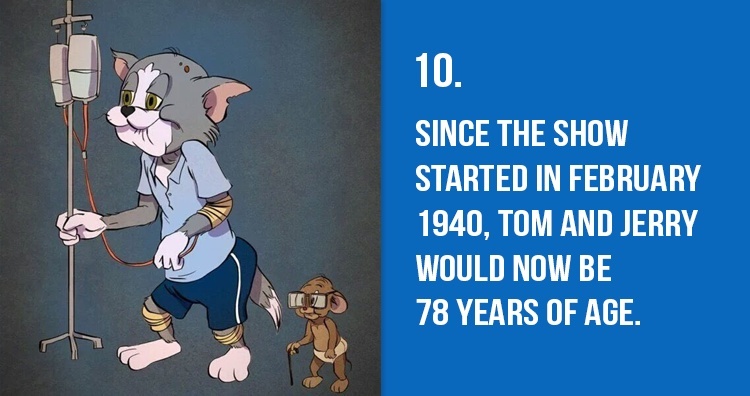 10.
SINCE THE SHOW
STARTED IN FEBRUARY
1940, TOM AND JERRY
WOULD NOW BE
78 YEARS OF AGE.